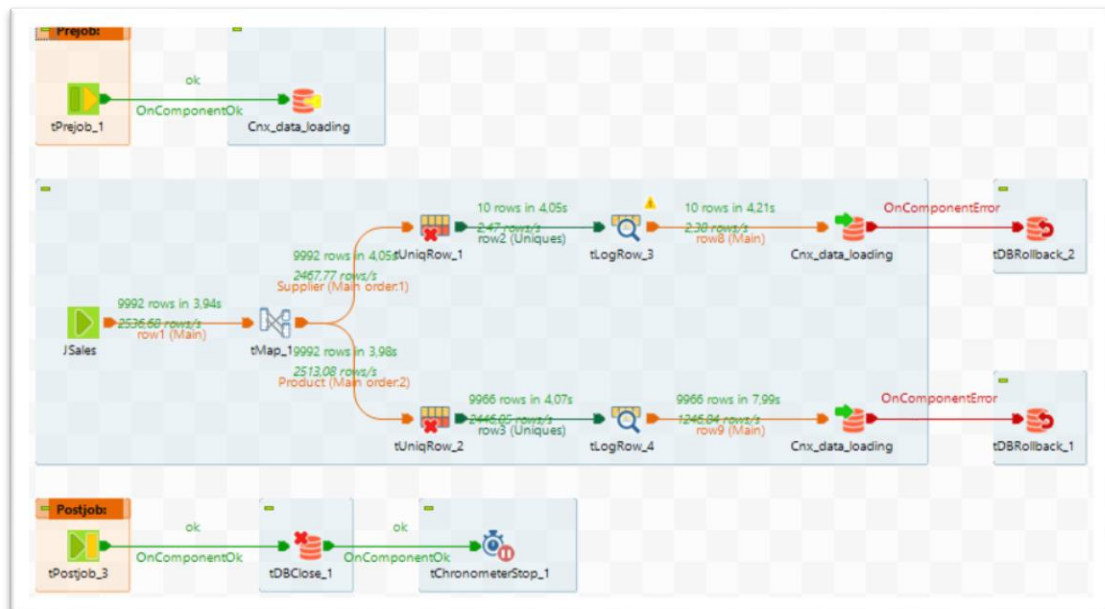 Prejob:
ok
OnComponentOk
tPrejob_1
Cnx_data_loading
10 rows in 4,05s
2,47 rows/s
row2 (Uniques)
10 rows in 4,21s
2,38 rows/s
row8 (Main)
OnComponentError
9992 rows in 4,05s
2467,77 rows/s
Supplier (Main order:1)
tUniqRow_1
tLogRow_3
Cnx_data_loading
tDBRollback_2
9992 rows in 3,94s
2536,68 rows/s
row1 (Main)
JSales
tMap_1
9992 rows in 3,98s
2513,08 rows/s
Product (Main order:2)
9966 rows in 4,07s
2446,85 rows/s
row3 (Uniques)
9966 rows in 7,99s
1246,84 rows/s
row9 (Main)
OnComponentError
tUniqRow_2
tLogRow_4
Cnx_data_loading
tDBRollback_1
Postjob:
ok
OnComponentOk
ok
OnComponentOk
tPostjob_3
tDBClose_1
tChronometerStop_1